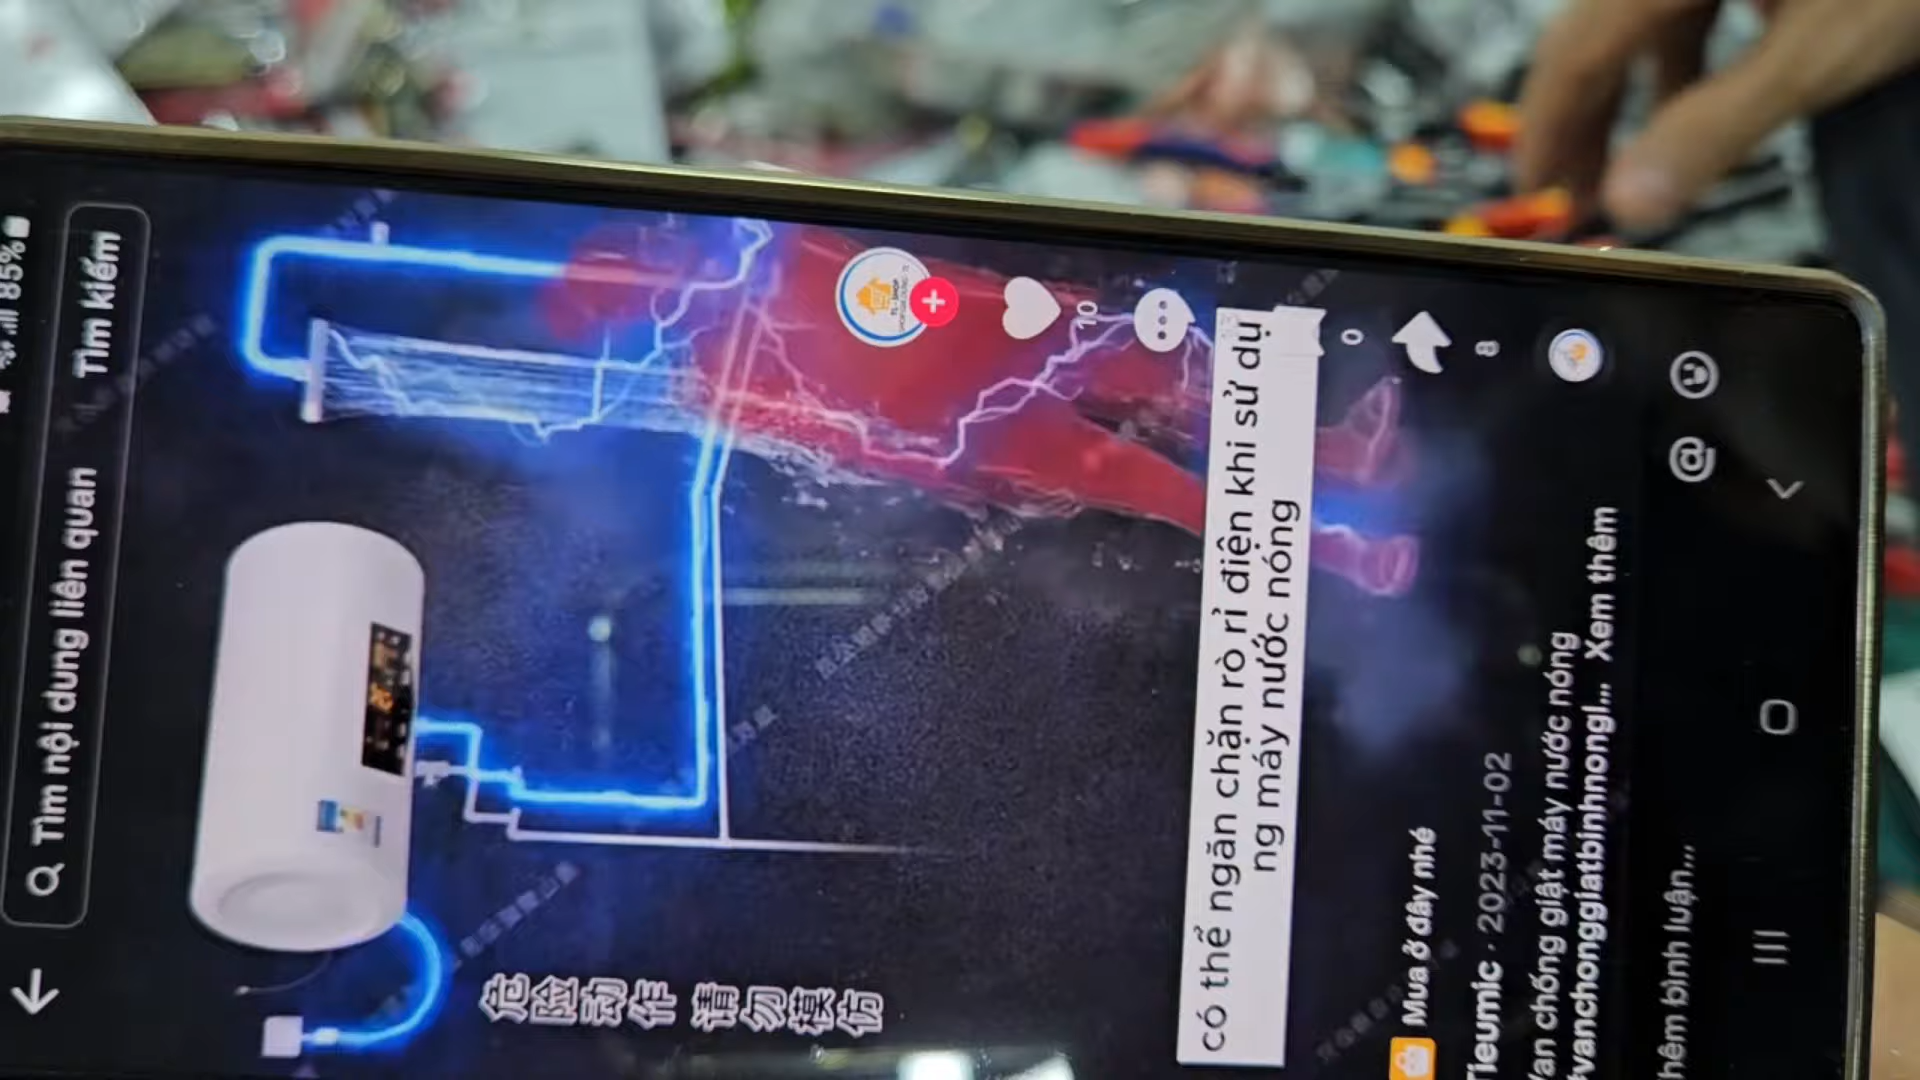 85%
Tìm nội dung liên quan
Tìm kiếm
危险动作 请勿模仿
10
0
8
có thể ngăn chặn rò rỉ điện khi sử dụ
ng máy nước nóng
Mua ở đây nhé
Tieumic · 2023-11-02
Van chống giật máy nước nóng
#vanchonggiatbinhnongl... Xem thêm
hêm bình luận...
@